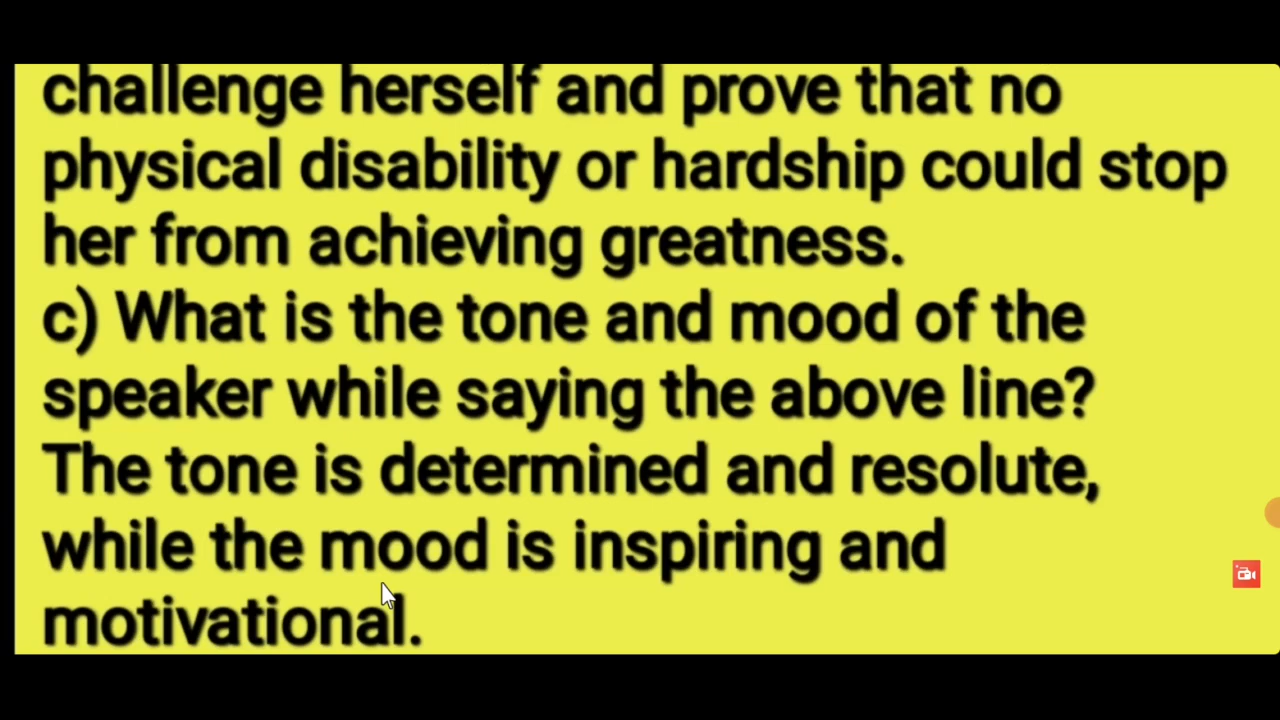 challenge herself and prove that no
physical disability or hardship could stop
her from achieving greatness.
c) What is the tone and mood of the
speaker while saying the above line?
The tone is determined and resolute,
while the mood is inspiring and
motivational.